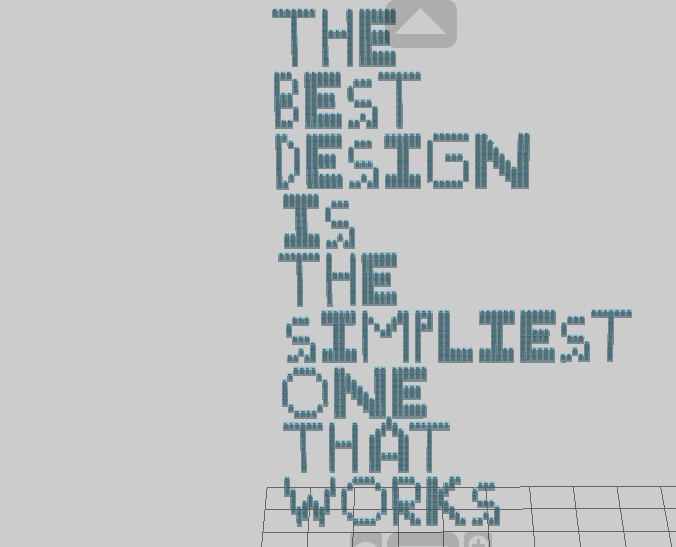 THE
BEST
DESIGN
IS
THE
SIMPLIEST
ONE
THAT
WORKS